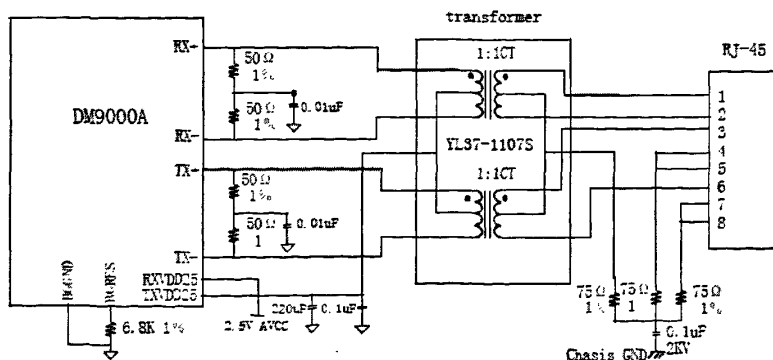 transformer
RX+
1:1CT
RJ-45
50Ω
1%
DM9000A
50Ω
1%
0.01uF
1
2
RX-
3
YL37-1107S
4
TX+
1:1CT
5
50Ω
1%
6
7
50Ω
1
0.01uF
8
TX-
BGGND
BGRES
RXVDD25
TXVDD25
75Ω
1%
75Ω
1
75Ω
1%
220uF
0.1uF
6.8K 1%
2.5V AVCC
0.1uF
2KV
Chasis GND